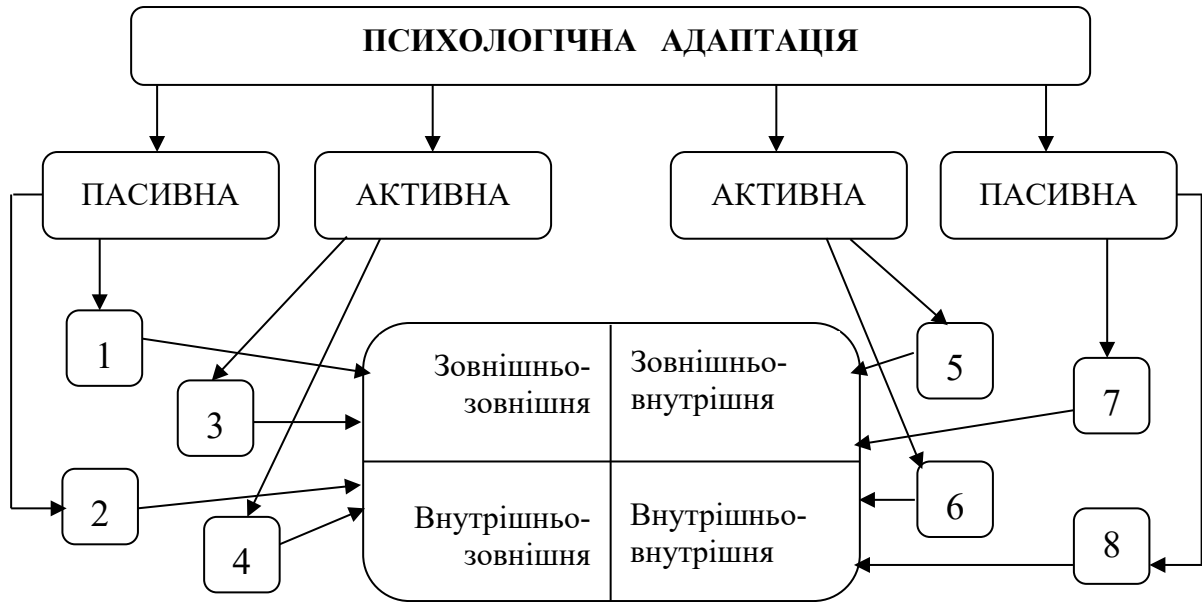 ПСИХОЛОГІЧНА АДАПТАЦІЯ
ПАСИВНА
АКТИВНА
АКТИВНА
ПАСИВНА
1
3
2
4
Зовнішньо-
зовнішня
Зовнішньо-
внутрішня
Внутрішньо-
зовнішня
Внутрішньо-
внутрішня
5
7
6
8